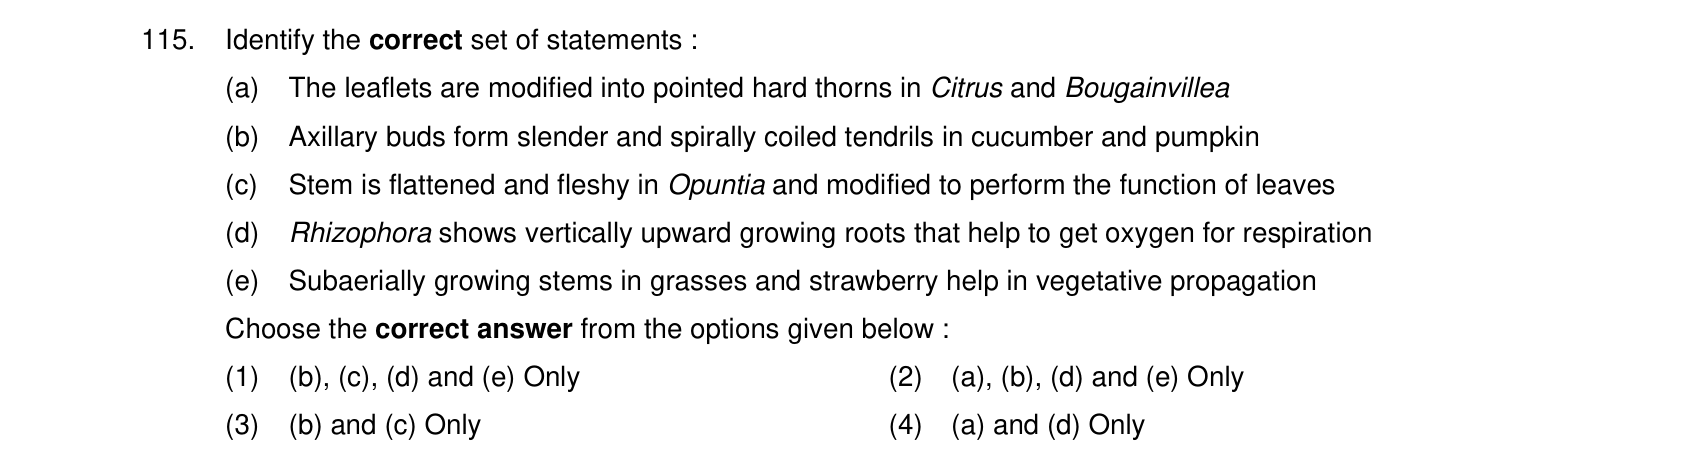 115. Identify the correct set of statements :
(a) The leaflets are modified into pointed hard thorns in Citrus and Bougainvillea
(b) Axillary buds form slender and spirally coiled tendrils in cucumber and pumpkin
(c) Stem is flattened and fleshy in Opuntia and modified to perform the function of leaves
(d) Rhizophora shows vertically upward growing roots that help to get oxygen for respiration
(e) Subaerially growing stems in grasses and strawberry help in vegetative propagation
Choose the correct answer from the options given below :
(1) (b), (c), (d) and (e) Only (2) (a), (b), (d) and (e) Only
(3) (b) and (c) Only (4) (a) and (d) Only